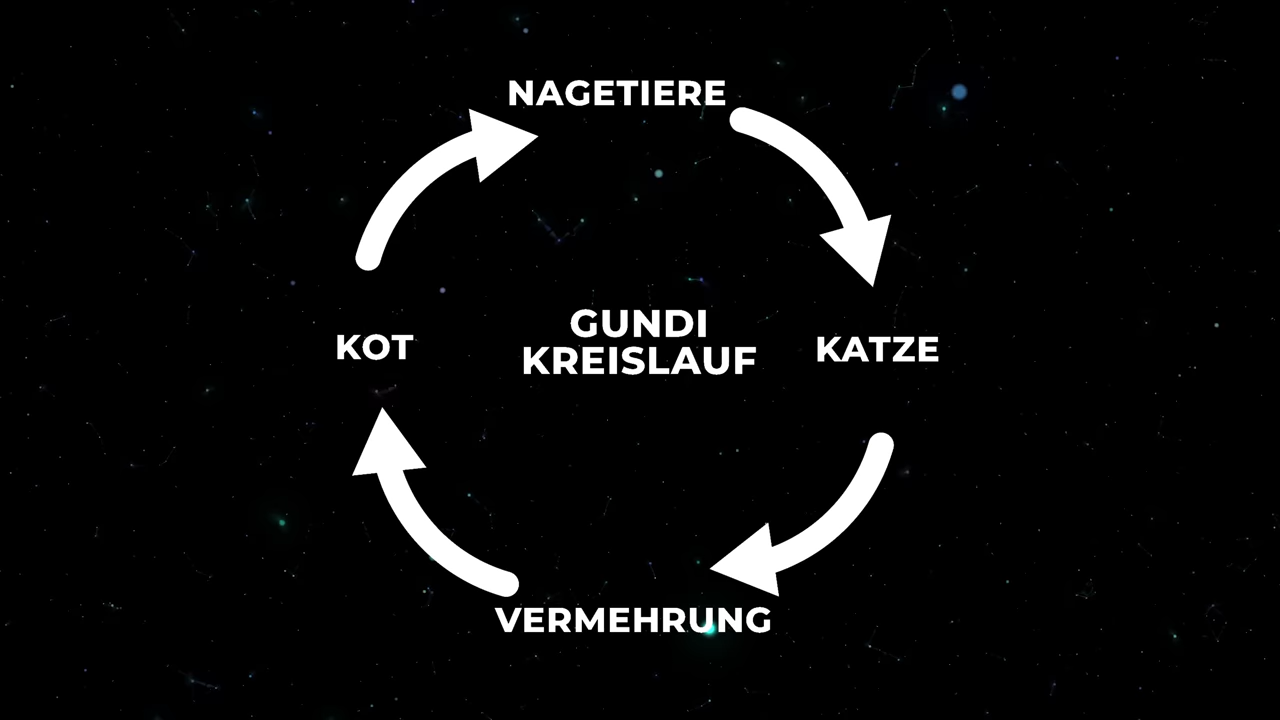 NAGETIERE
GUNDI
KREISLAUF
KOT
KATZE
VERMEHRUNG